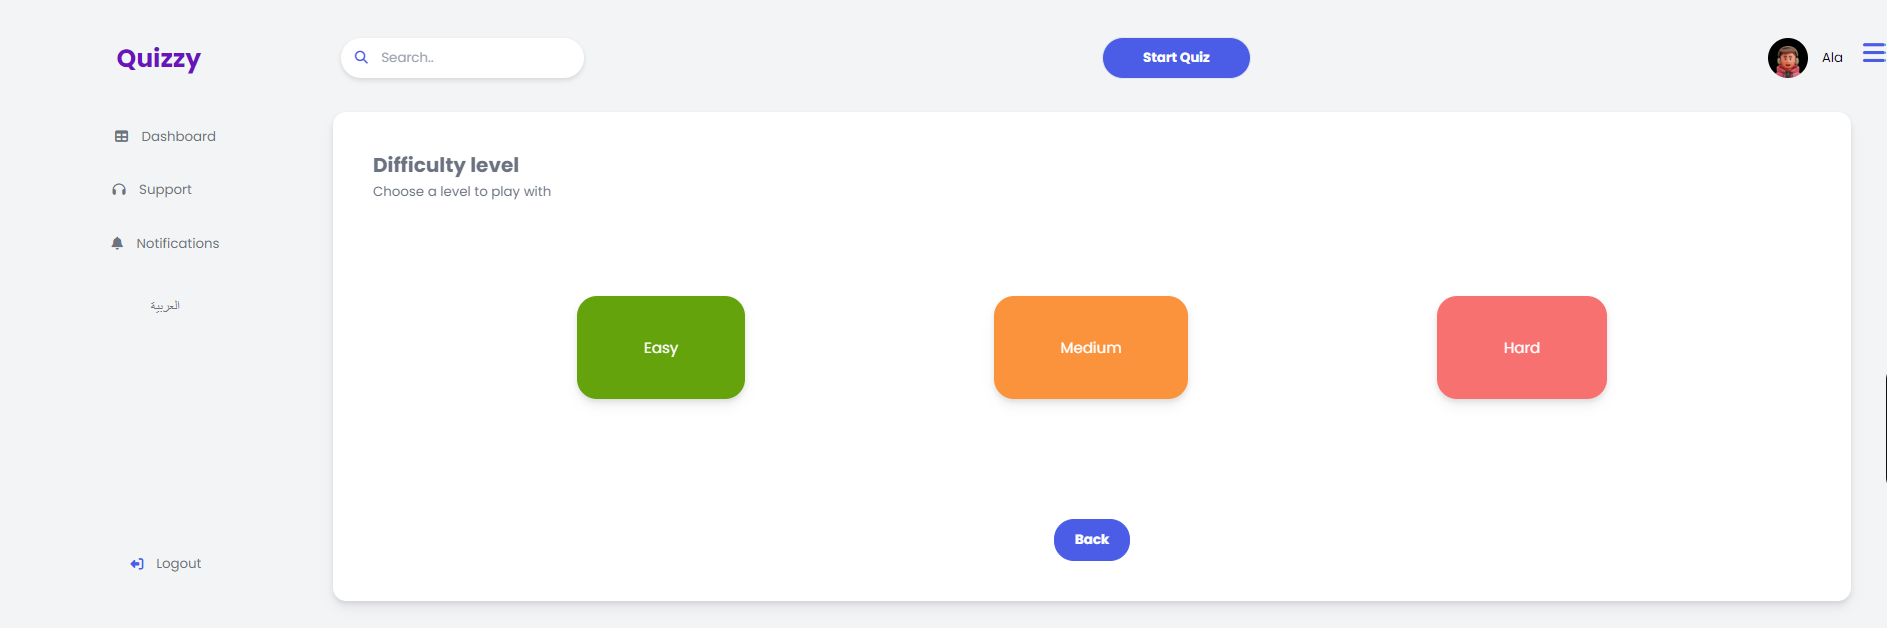 Quizzy
Search..
Start Quiz
Ala
Dashboard
Support
Notifications
العربية
Logout
Difficulty level
Choose a level to play with
Easy
Medium
Hard
Back